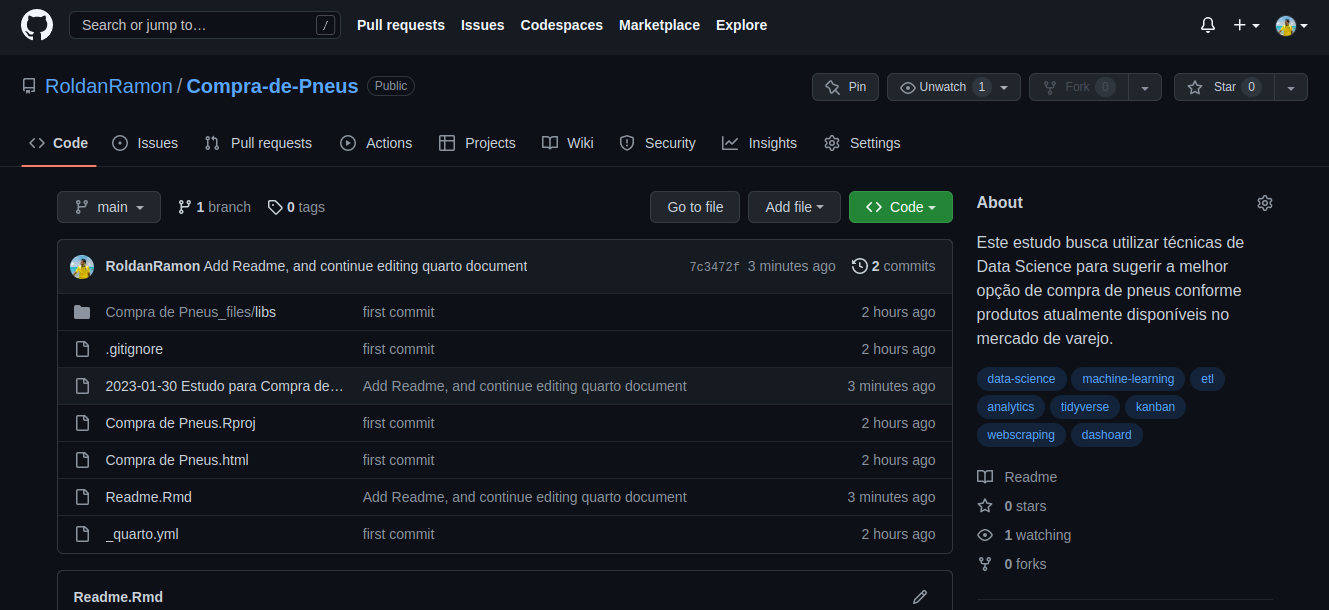 Search or jump to… / Pull requests Issues Codespaces Marketplace Explore
RoldanRamon / Compra-de-Pneus Public Pin Unwatch 1 Fork 0 Star 0
Code Issues Pull requests Actions Projects Wiki Security Insights Settings
main 1 branch 0 tags Go to file Add file Code
RoldanRamon Add Readme, and continue editing quarto document 7c3472f 3 minutes ago 2 commits
Compra de Pneus_files/libs first commit 2 hours ago
.gitignore first commit 2 hours ago
2023-01-30 Estudo para Compra de… Add Readme, and continue editing quarto document 3 minutes ago
Compra de Pneus.Rproj first commit 2 hours ago
Compra de Pneus.html first commit 2 hours ago
Readme.Rmd Add Readme, and continue editing quarto document 3 minutes ago
_quarto.yml first commit 2 hours ago
Readme.Rmd
About
Este estudo busca utilizar técnicas de
Data Science para sugerir a melhor
opção de compra de pneus conforme
produtos atualmente disponíveis no
mercado de varejo.
data-science machine-learning etl
analytics tidyverse kanban
webscraping dashoard
Readme
0 stars
1 watching
0 forks